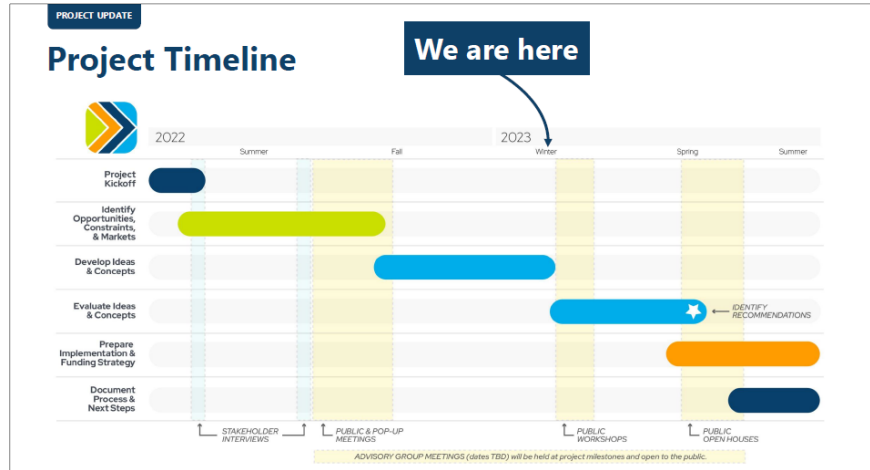 PROJECT UPDATE
Project Timeline
We are here
2022
2023
Summer
Fall
Winter
Spring
Summer
Project
Kickoff
Identify
Opportunities,
Constraints,
& Markets
Develop Ideas
& Concepts
Evaluate Ideas
& Concepts
IDENTIFY
RECOMMENDATIONS
Prepare
Implementation &
Funding Strategy
Document
Process &
Next Steps
STAKEHOLDER
INTERVIEWS
PUBLIC & POP-UP
MEETINGS
PUBLIC
WORKSHOPS
PUBLIC
OPEN HOUSES
ADVISORY GROUP MEETINGS (dates TBD) will be held at project milestones and open to the public.